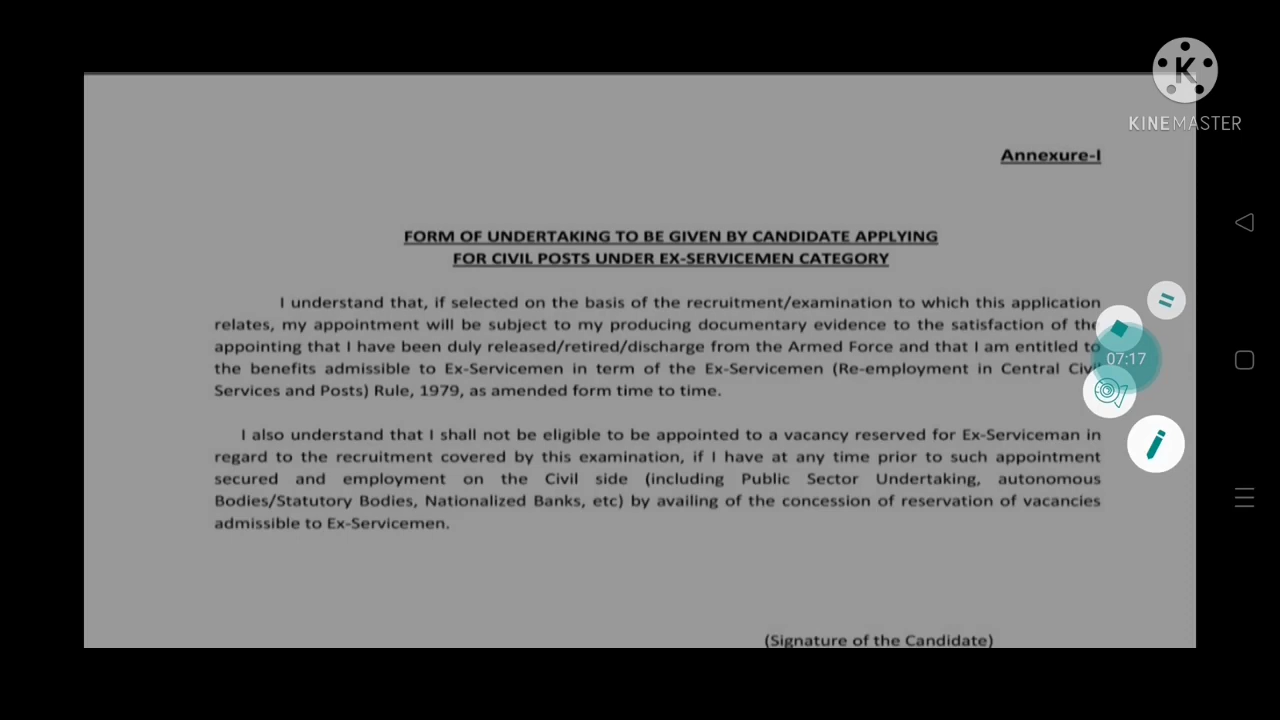 KINEMASTER
Annexure-I
FORM OF UNDERTAKING TO BE GIVEN BY CANDIDATE APPLYING
FOR CIVIL POSTS UNDER EX-SERVICEMEN CATEGORY
I understand that, if selected on the basis of the recruitment/examination to which this application
relates, my appointment will be subject to my producing documentary evidence to the satisfaction of the
appointing that I have been duly released/retired/discharge from the Armed Force and that I am entitled to
the benefits admissible to Ex-Servicemen in term of the Ex-Servicemen (Re-employment in Central Civil
Services and Posts) Rule, 1979, as amended form time to time.
07:17
I also understand that I shall not be eligible to be appointed to a vacancy reserved for Ex-Serviceman in
regard to the recruitment covered by this examination, if I have at any time prior to such appointment
secured and employment on the Civil side (including Public Sector Undertaking, autonomous
Bodies/Statutory Bodies, Nationalized Banks, etc) by availing of the concession of reservation of vacancies
admissible to Ex-Servicemen.
(Signature of the Candidate)